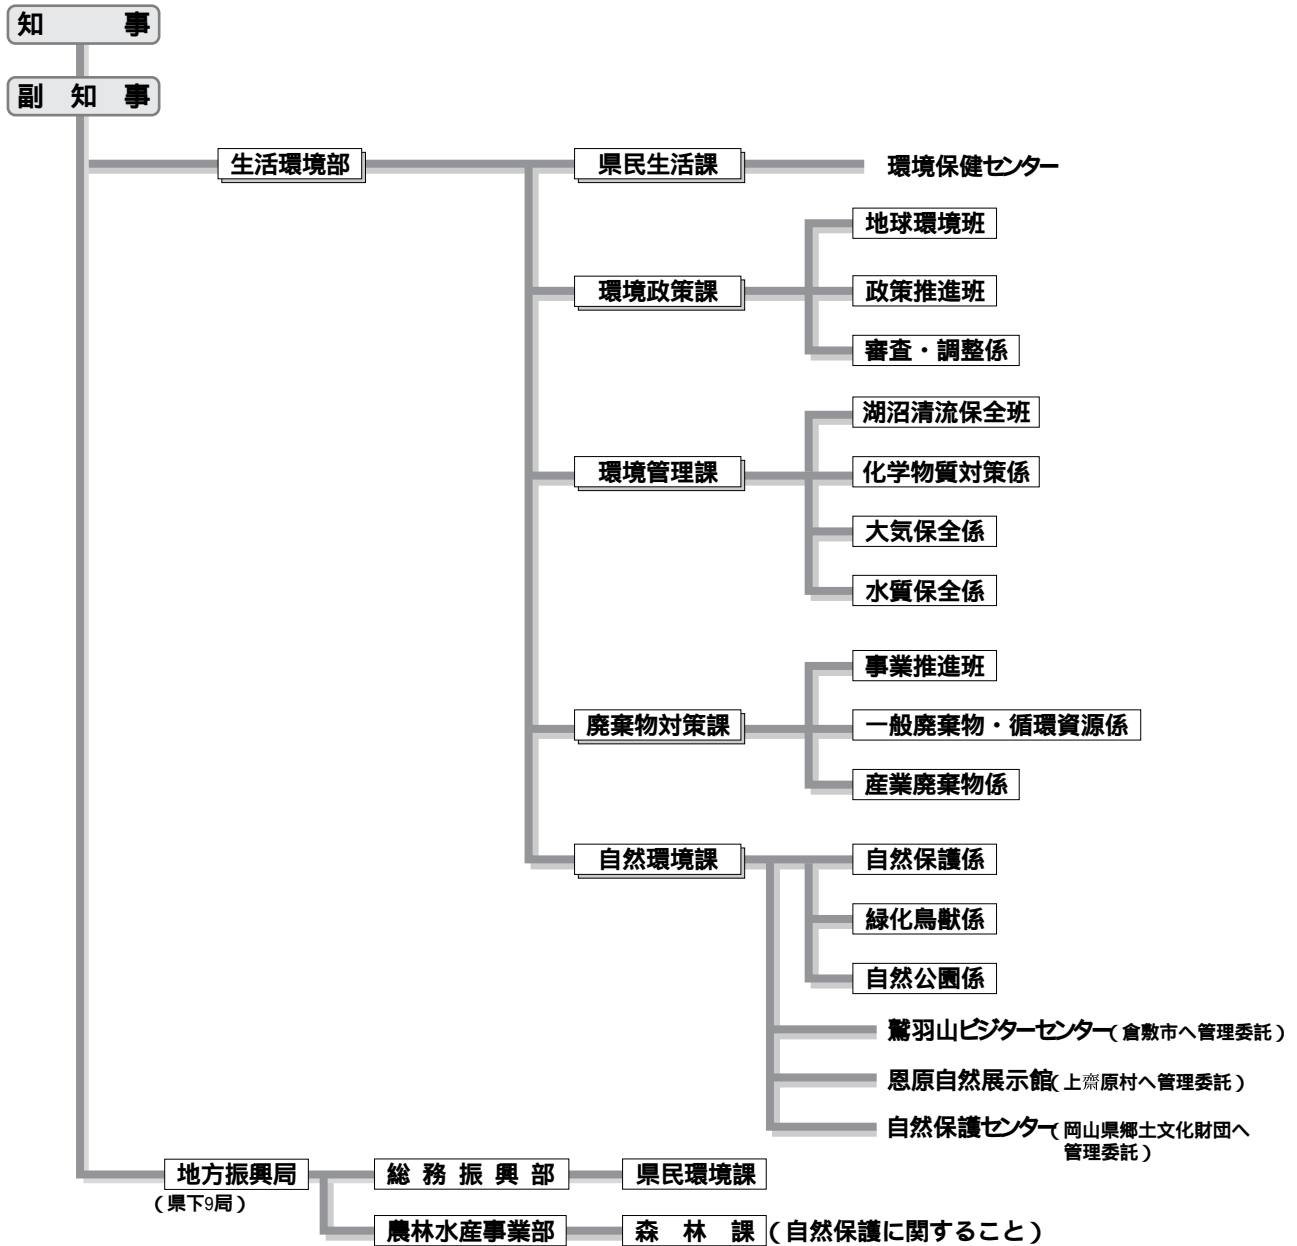 知　事
副　知　事
生活環境部
県民生活課
環境保健センター
地球環境班
環境政策課
政策推進班
審査・調整係
湖沼清流保全班
環境管理課
化学物質対策係
大気保全係
水質保全係
事業推進班
廃棄物対策課
一般廃棄物・循環資源係
産業廃棄物係
自然環境課
自然保護係
緑化鳥獣係
自然公園係
鷲羽山ビジターセンター（倉敷市へ管理委託）
恩原自然展示館（上齋原村へ管理委託）
自然保護センター（岡山県郷土文化財団へ
管理委託）
地方振興局
（県下9局）
総務振興部
県民環境課
農林水産事業部
森　林　課（自然保護に関すること）